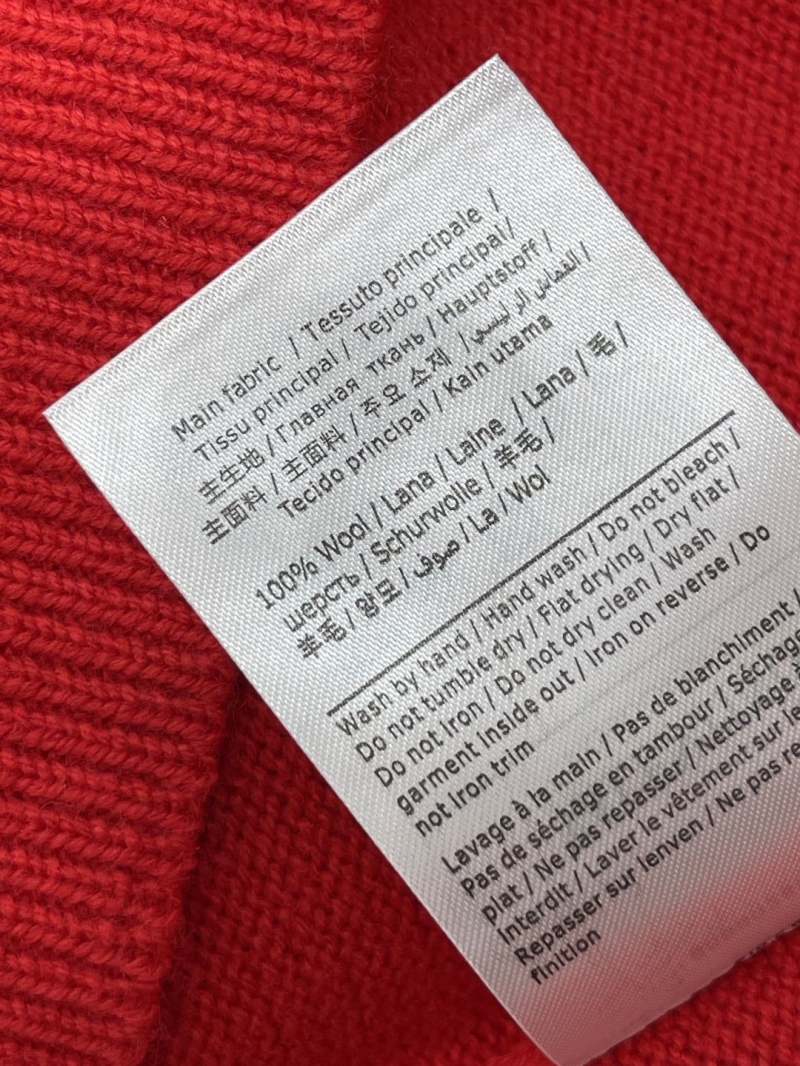 Main fabric / Tessuto principale /
Tissu principal / Tejido principal/
主生地 / Главная ткань / Hauptstoff /
主面料 / 主面料 / 주요 소재 / القماش الرئيسي /
Tecido principal / Kain utama
100% Wool / Lana / Laine / Lana / 毛 /
шерсть / Schurwolle / 羊毛 /
羊毛 / 양모 / صوف / La / Wol
Wash by hand / Hand wash / Do not bleach /
Do not tumble dry / Flat drying / Dry flat /
Do not iron / Do not dry clean / Wash
garment inside out / Iron on reverse / Do
not iron trim
Lavage à la main / Pas de blanchiment /
Pas de séchage en tambour / Séchage
plat / Ne pas repasser / Nettoyage à
Interdit / Laver le vêtement sur le
Repasser sur lenven / Ne pas re
finition